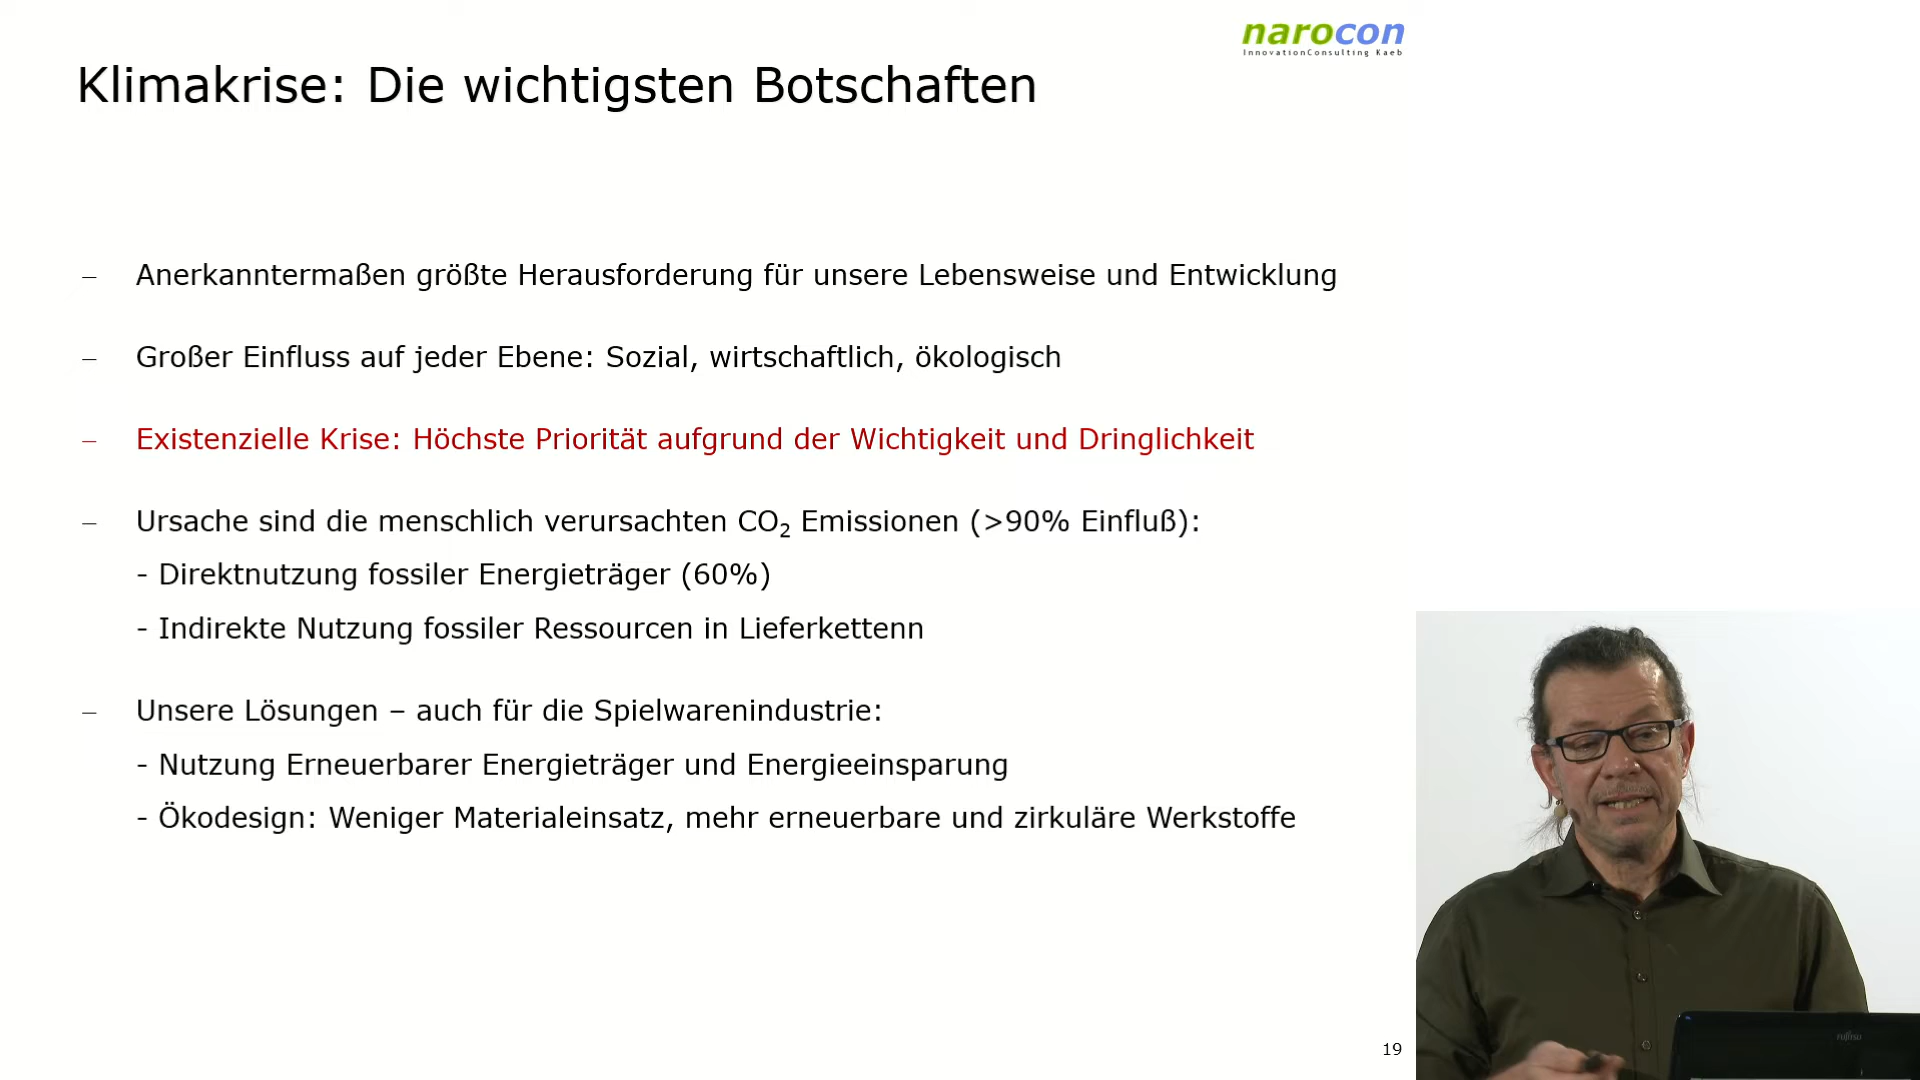 narocon
InnovationConsulting Kaeb
Klimakrise: Die wichtigsten Botschaften
– Anerkanntermaßen größte Herausforderung für unsere Lebensweise und Entwicklung
– Großer Einfluss auf jeder Ebene: Sozial, wirtschaftlich, ökologisch
– Existenzielle Krise: Höchste Priorität aufgrund der Wichtigkeit und Dringlichkeit
– Ursache sind die menschlich verursachten CO₂ Emissionen (>90% Einfluß):
- Direktnutzung fossiler Energieträger (60%)
- Indirekte Nutzung fossiler Ressourcen in Lieferkettenn
– Unsere Lösungen – auch für die Spielwarenindustrie:
- Nutzung Erneuerbarer Energieträger und Energieeinsparung
- Ökodesign: Weniger Materialeinsatz, mehr erneuerbare und zirkuläre Werkstoffe
FUJITSU
19